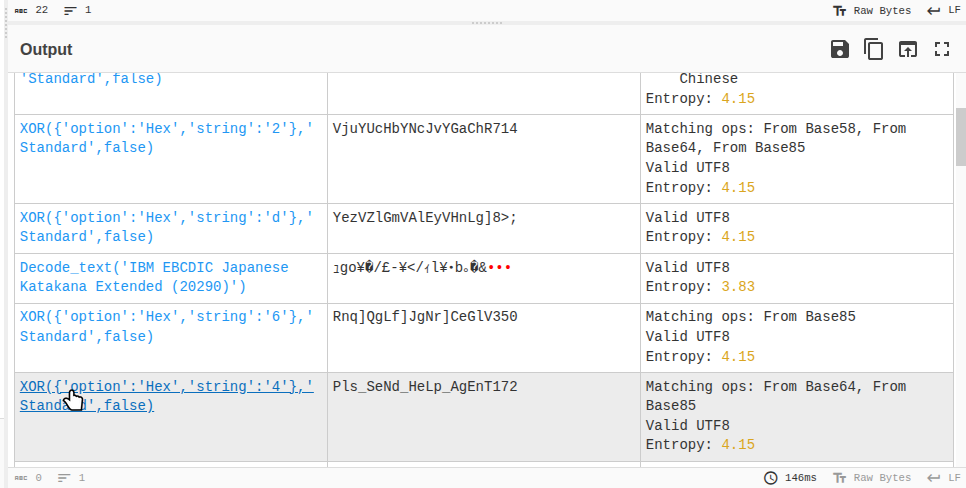 ABC 22 1 Tт Raw Bytes LF
Output
'Standard',false)
Chinese
Entropy: 4.15
XOR({'option':'Hex','string':'2'},'
Standard',false)
VjuYUcHbYNcJvYGaChR714
Matching ops: From Base58, From
Base64, From Base85
Valid UTF8
Entropy: 4.15
XOR({'option':'Hex','string':'d'},'
Standard',false)
YezVZlGmVAlEyVHnLg]8>;
Valid UTF8
Entropy: 4.15
Decode_text('IBM EBCDIC Japanese
Katakana Extended (20290)')
Valid UTF8
Entropy: 3.83
XOR({'option':'Hex','string':'6'},'
Standard',false)
Rnq]QgLf]JgNr]CeGlV350
Matching ops: From Base85
Valid UTF8
Entropy: 4.15
XOR({'option':'Hex','string':'4'},'
Standard',false)
Pls_SeNd_HeLp_AgEnT172
Matching ops: From Base64, From
Base85
Valid UTF8
Entropy: 4.15
ABC 0 1 146ms Tт Raw Bytes LF